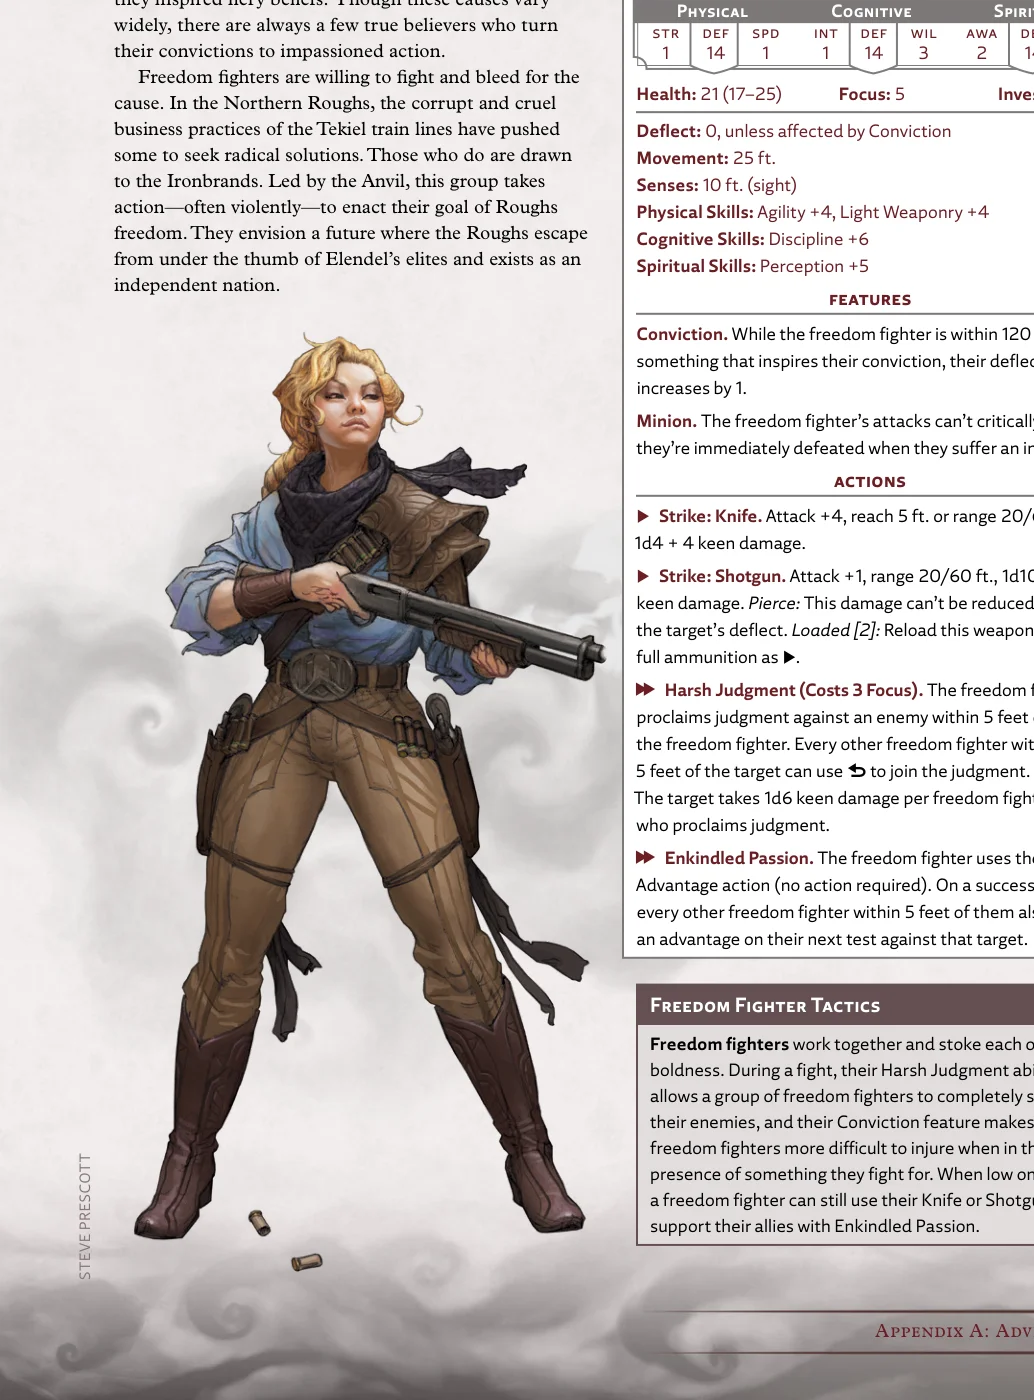 they inspired fiery beliefs. Though these causes vary
widely, there are always a few true believers who turn
their convictions to impassioned action.
Freedom fighters are willing to fight and bleed for the
cause. In the Northern Roughs, the corrupt and cruel
business practices of the Tekiel train lines have pushed
some to seek radical solutions. Those who do are drawn
to the Ironbrands. Led by the Anvil, this group takes
action—often violently—to enact their goal of Roughs
freedom. They envision a future where the Roughs escape
from under the thumb of Elendel's elites and exists as an
independent nation.
STEVE PRESCOTT
PHYSICAL COGNITIVE
STR DEF SPD INT DEF WIL AWA
1 14 1 1 14 3 2
Health: 21 (17–25) Focus: 5
Deflect: 0, unless affected by Conviction
Movement: 25 ft.
Senses: 10 ft. (sight)
Physical Skills: Agility +4, Light Weaponry +4
Cognitive Skills: Discipline +6
Spiritual Skills: Perception +5
FEATURES
Conviction. While the freedom fighter is within 120
something that inspires their conviction, their
increases by 1.
Minion. The freedom fighter's attacks can't
they're immediately defeated when they suffer an
ACTIONS
▶ Strike: Knife. Attack +4, reach 5 ft. or range
1d4 + 4 keen damage.
▶ Strike: Shotgun. Attack +1, range 20/60 ft.,
keen damage. Pierce: This damage can't be reduced
the target's deflect. Loaded [2]: Reload this weapon
full ammunition as ▶.
▶▶ Harsh Judgment (Costs 3 Focus). The freedom
proclaims judgment against an enemy within 5 feet
the freedom fighter. Every other freedom fighter
5 feet of the target can use ↩ to join the judgment.
The target takes 1d6 keen damage per freedom
who proclaims judgment.
▶▶ Enkindled Passion. The freedom fighter uses
Advantage action (no action required). On a success
every other freedom fighter within 5 feet of them
an advantage on their next test against that target.
FREEDOM FIGHTER TACTICS
Freedom fighters work together and stoke each
boldness. During a fight, their Harsh Judgment
allows a group of freedom fighters to completely
their enemies, and their Conviction feature makes
freedom fighters more difficult to injure when in
presence of something they fight for. When low on
a freedom fighter can still use their Knife or
support their allies with Enkindled Passion.
APPENDIX A: